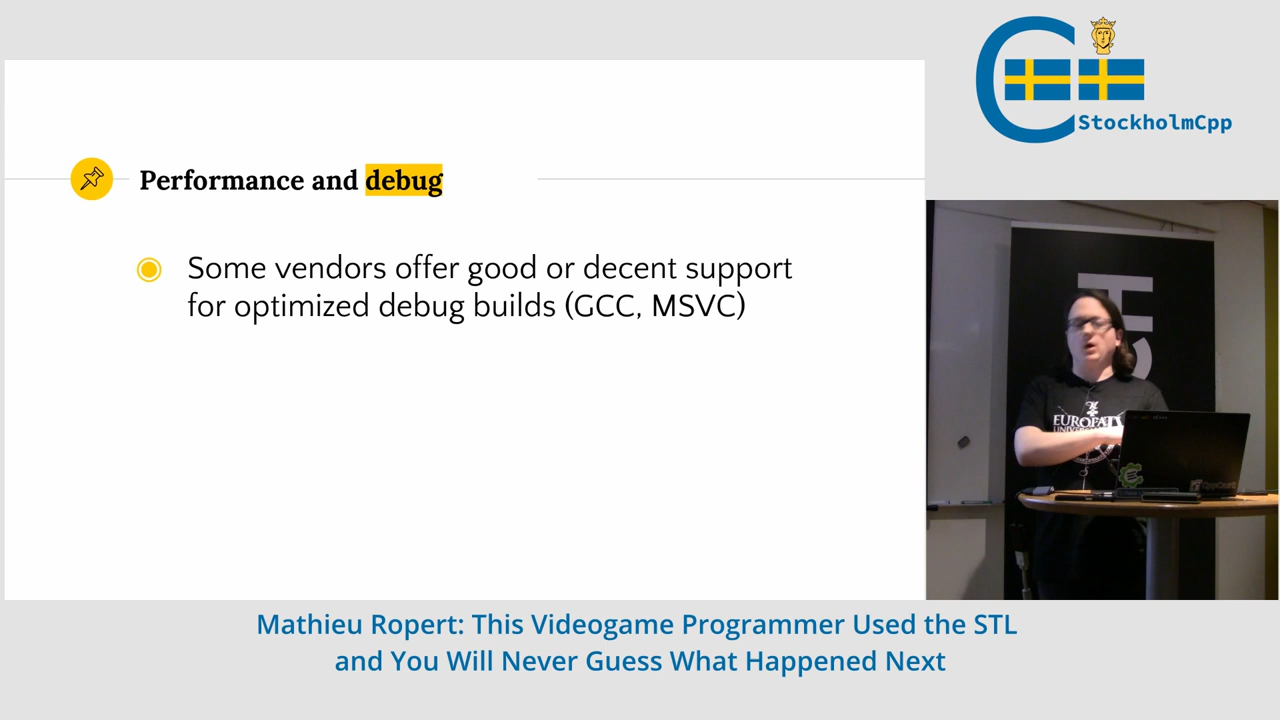 StockholmCpp
Performance and debug
Some vendors offer good or decent support
for optimized debug builds (GCC, MSVC)
EUROPA
Mathieu Ropert: This Videogame Programmer Used the STL
and You Will Never Guess What Happened Next